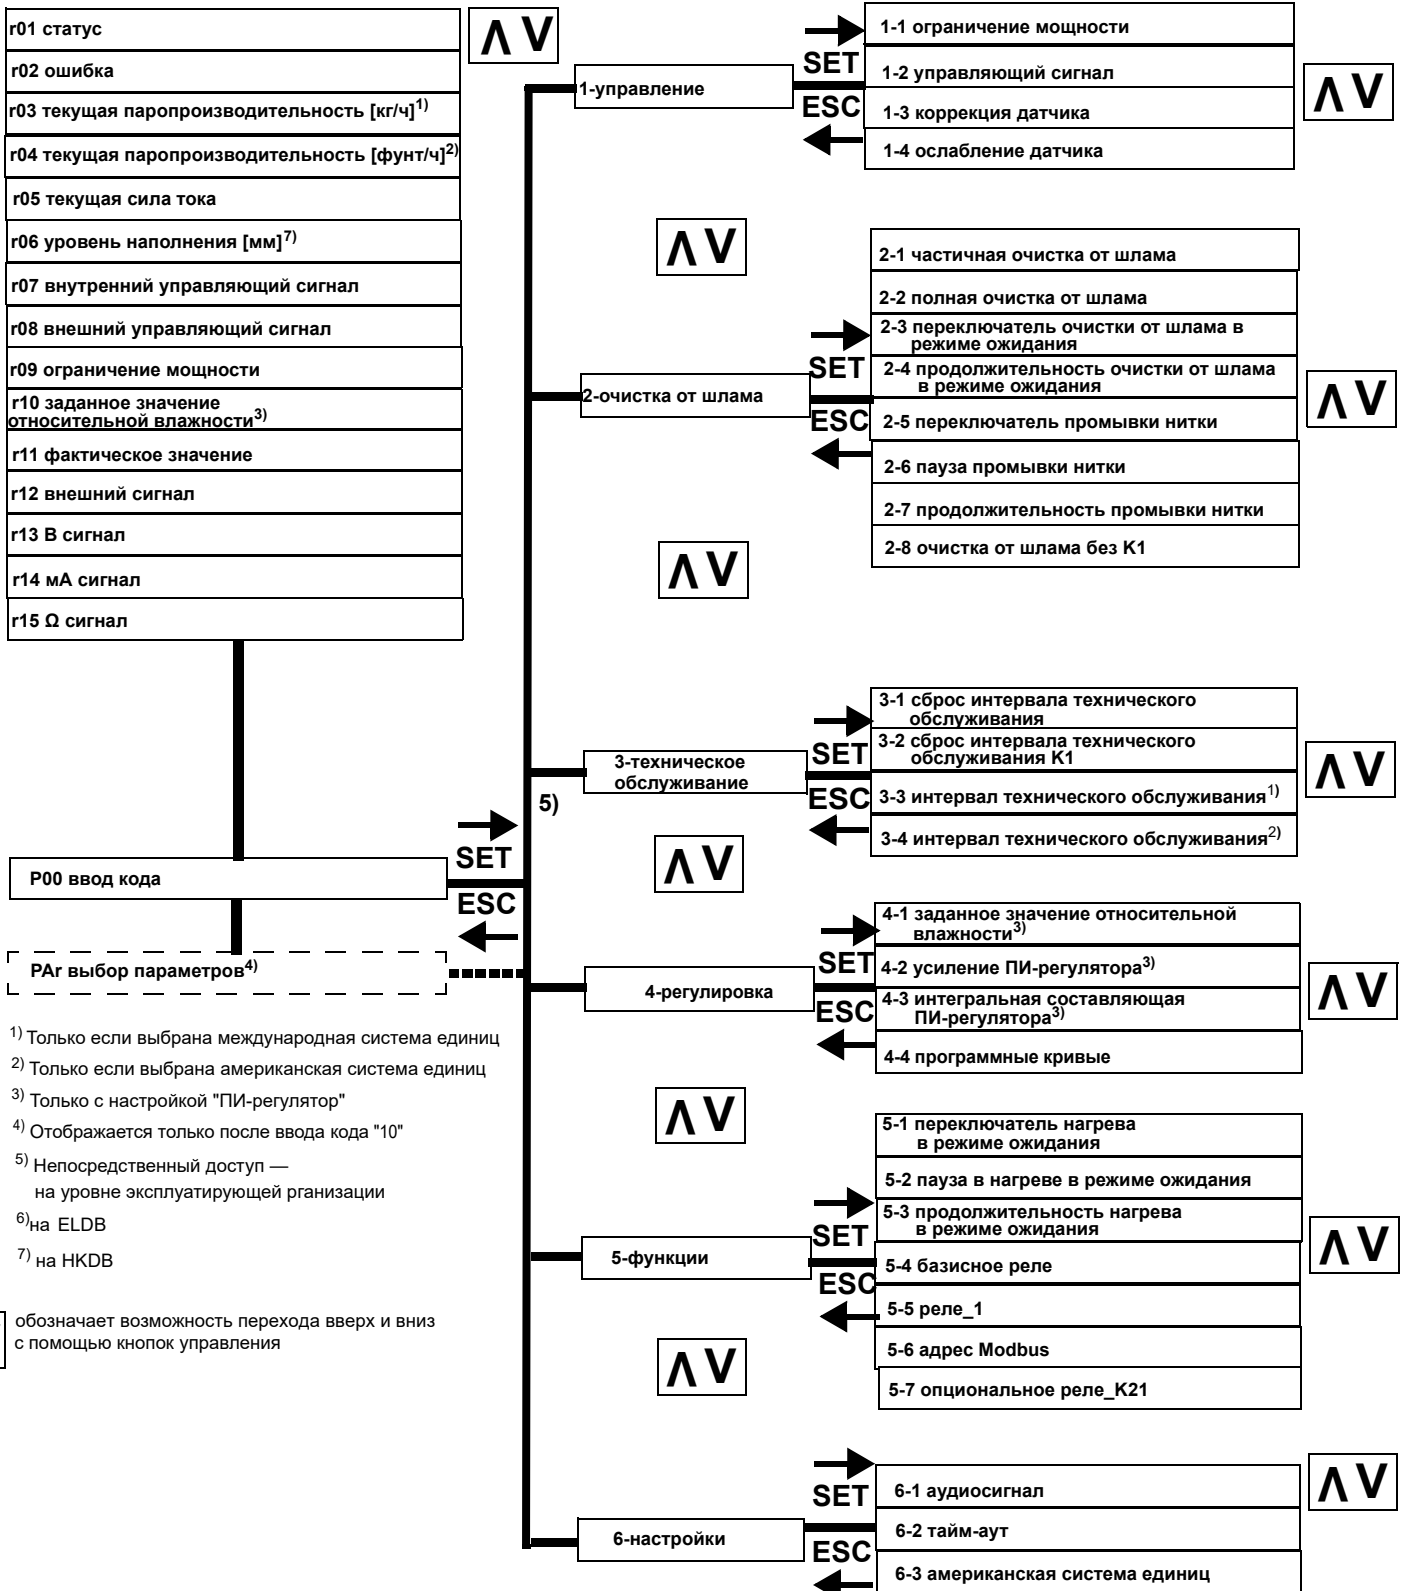 r01 статус
r02 ошибка
r03 текущая паропроизводительность [кг/ч]1)
r04 текущая паропроизводительность [фунт/ч]2)
r05 текущая сила тока
r06 уровень наполнения [мм]7)
r07 внутренний управляющий сигнал
r08 внешний управляющий сигнал
r09 ограничение мощности
r10 заданное значение
относительной влажности3)
r11 фактическое значение
r12 внешний сигнал
r13 В сигнал
r14 мА сигнал
r15 Ω сигнал
Λ V
P00 ввод кода
SET
ESC
PAr выбор параметров4)
5)
1) Только если выбрана международная система единиц
2) Только если выбрана американская система единиц
3) Только с настройкой "ПИ-регулятор"
4) Отображается только после ввода кода "10"
5) Непосредственный доступ —
на уровне эксплуатирующей рганизации
6)на ELDB
7) на HKDB
обозначает возможность перехода вверх и вниз
с помощью кнопок управления
1-управление
SET
ESC
1-1 ограничение мощности
1-2 управляющий сигнал
1-3 коррекция датчика
1-4 ослабление датчика
Λ V
Λ V
2-очистка от шлама
SET
ESC
2-1 частичная очистка от шлама
2-2 полная очистка от шлама
2-3 переключатель очистки от шлама в
режиме ожидания
2-4 продолжительность очистки от шлама
в режиме ожидания
2-5 переключатель промывки нитки
2-6 пауза промывки нитки
2-7 продолжительность промывки нитки
2-8 очистка от шлама без K1
Λ V
Λ V
3-техническое
обслуживание
SET
ESC
3-1 сброс интервала технического
обслуживания
3-2 сброс интервала технического
обслуживания K1
3-3 интервал технического обслуживания1)
3-4 интервал технического обслуживания2)
Λ V
Λ V
4-регулировка
SET
ESC
4-1 заданное значение относительной
влажности3)
4-2 усиление ПИ-регулятора3)
4-3 интегральная составляющая
ПИ-регулятора3)
4-4 программные кривые
Λ V
Λ V
5-функции
SET
ESC
5-1 переключатель нагрева
в режиме ожидания
5-2 пауза в нагреве в режиме ожидания
5-3 продолжительность нагрева
в режиме ожидания
5-4 базисное реле
5-5 реле_1
5-6 адрес Modbus
5-7 опциональное реле_K21
Λ V
Λ V
6-настройки
SET
ESC
6-1 аудиосигнал
6-2 тайм-аут
6-3 американская система единиц
Λ V